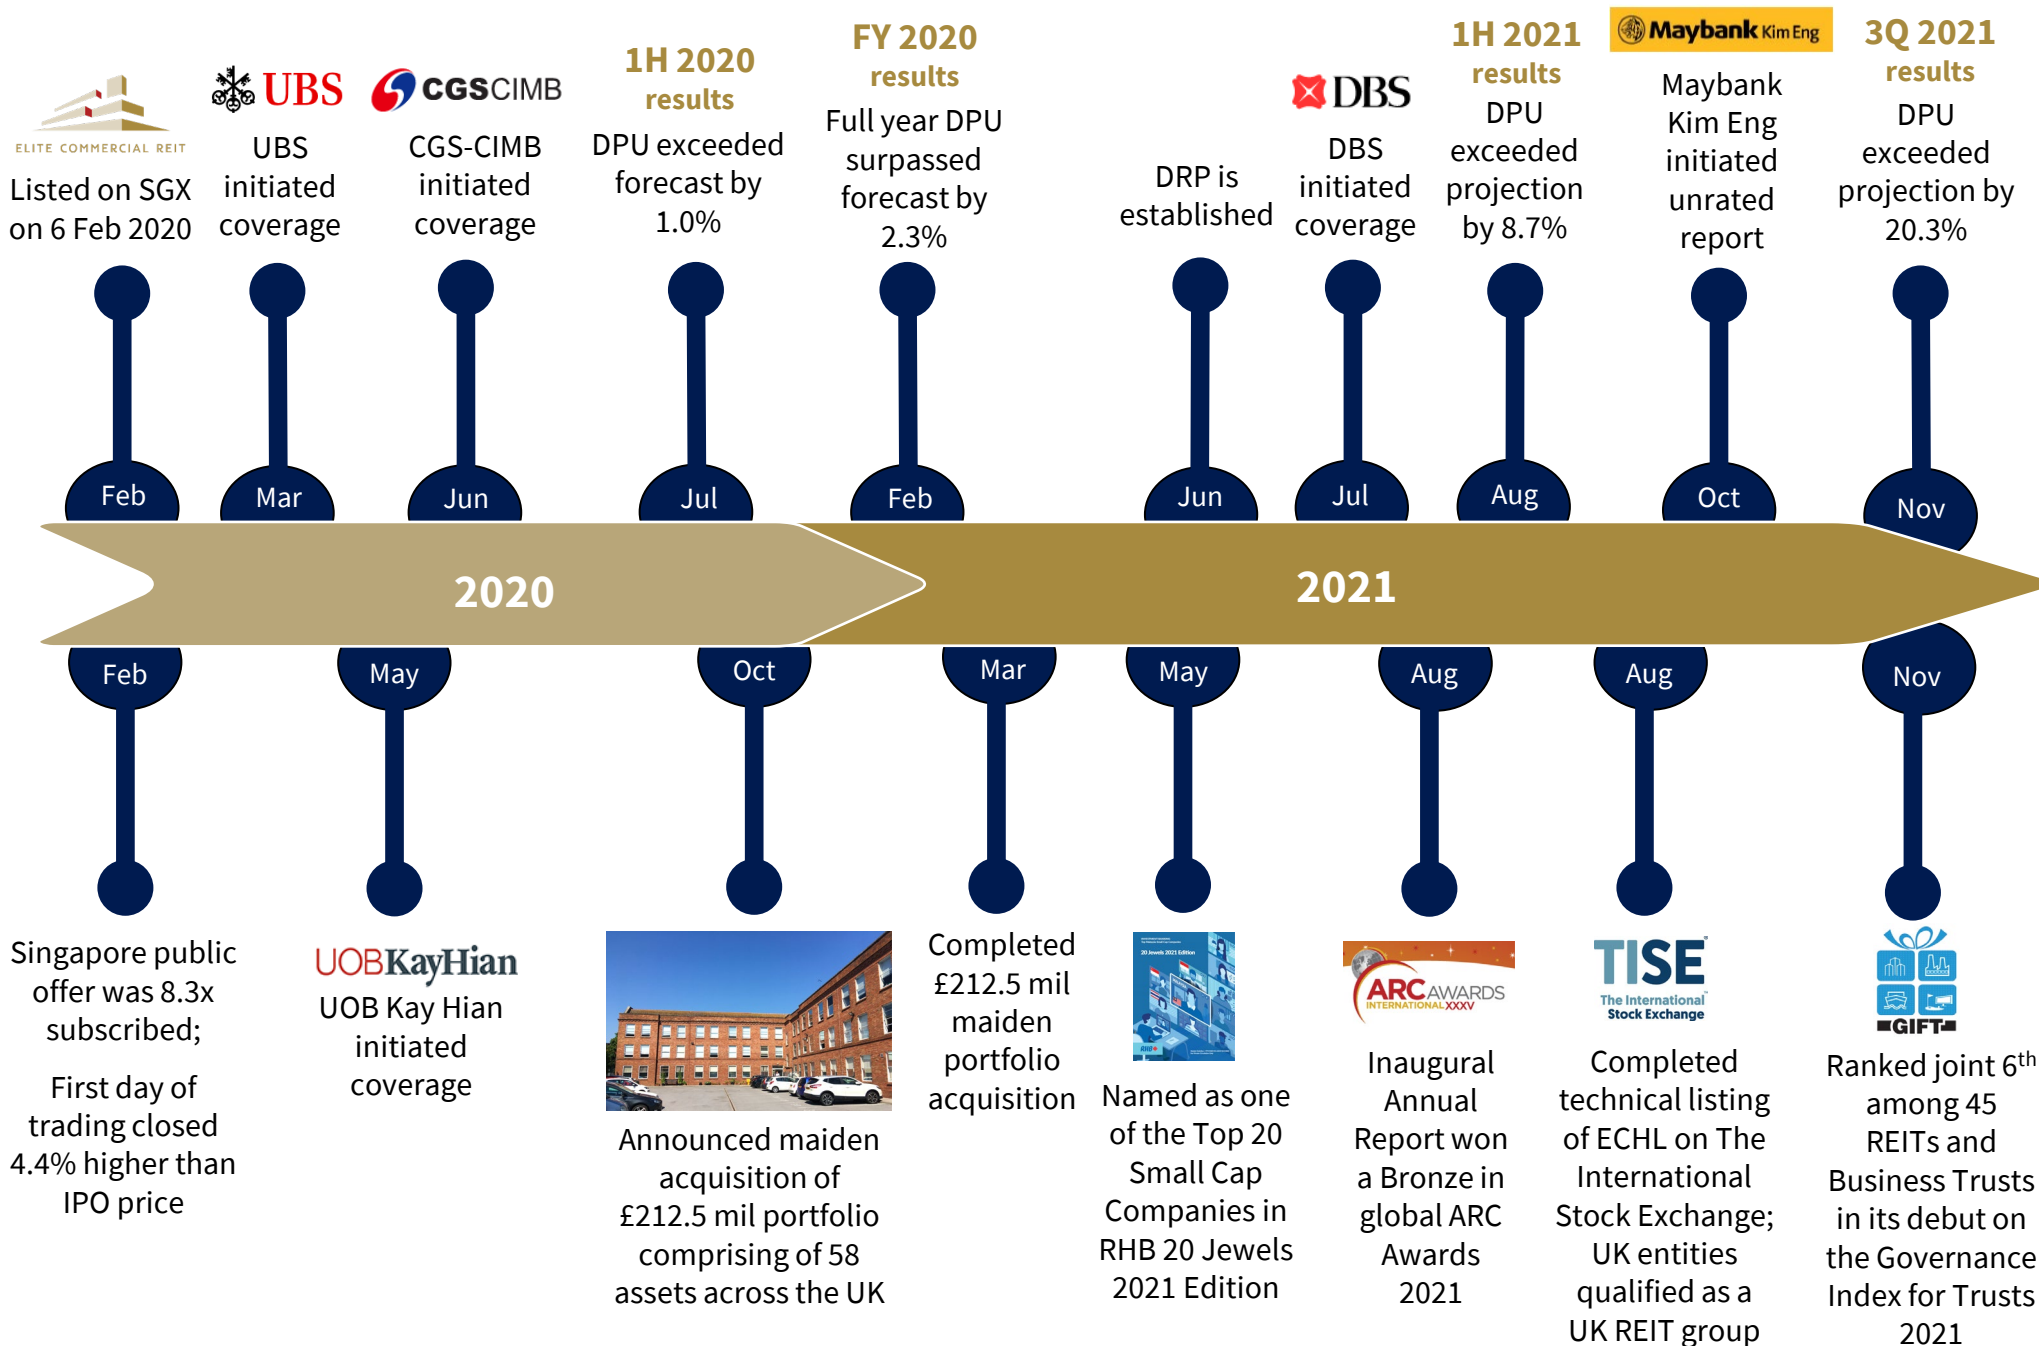 ELITE COMMERCIAL REIT
Listed on SGX
on 6 Feb 2020
UBS
UBS
initiated
coverage
CGSCIMB
CGS-CIMB
initiated
coverage
1H 2020
results
DPU exceeded
forecast by
1.0%
FY 2020
results
Full year DPU
surpassed
forecast by
2.3%
DRP is
established
DBS
DBS
initiated
coverage
1H 2021
results
DPU
exceeded
projection
by 8.7%
Maybank Kim Eng
Maybank
Kim Eng
initiated
unrated
report
3Q 2021
results
DPU
exceeded
projection by
20.3%
Feb
Mar
Jun
Jul
Feb
Jun
Jul
Aug
Oct
Nov
2020
2021
Feb
May
Oct
Mar
May
Aug
Aug
Nov
Singapore public
offer was 8.3x
subscribed;
First day of
trading closed
4.4% higher than
IPO price
UOBKayHian
UOB Kay Hian
initiated
coverage
Announced maiden
acquisition of
£212.5 mil portfolio
comprising of 58
assets across the UK
Completed
£212.5 mil
maiden
portfolio
acquisition
20 Jewels 2021 Edition
RHB
Named as one
of the Top 20
Small Cap
Companies in
RHB 20 Jewels
2021 Edition
ARC AWARDS
INTERNATIONAL XXXV
Inaugural
Annual
Report won
a Bronze in
global ARC
Awards
2021
TISE
The International
Stock Exchange
Completed
technical listing
of ECHL on The
International
Stock Exchange;
UK entities
qualified as a
UK REIT group
GIFT
Ranked joint 6th
among 45
REITs and
Business Trusts
in its debut on
the Governance
Index for Trusts
2021